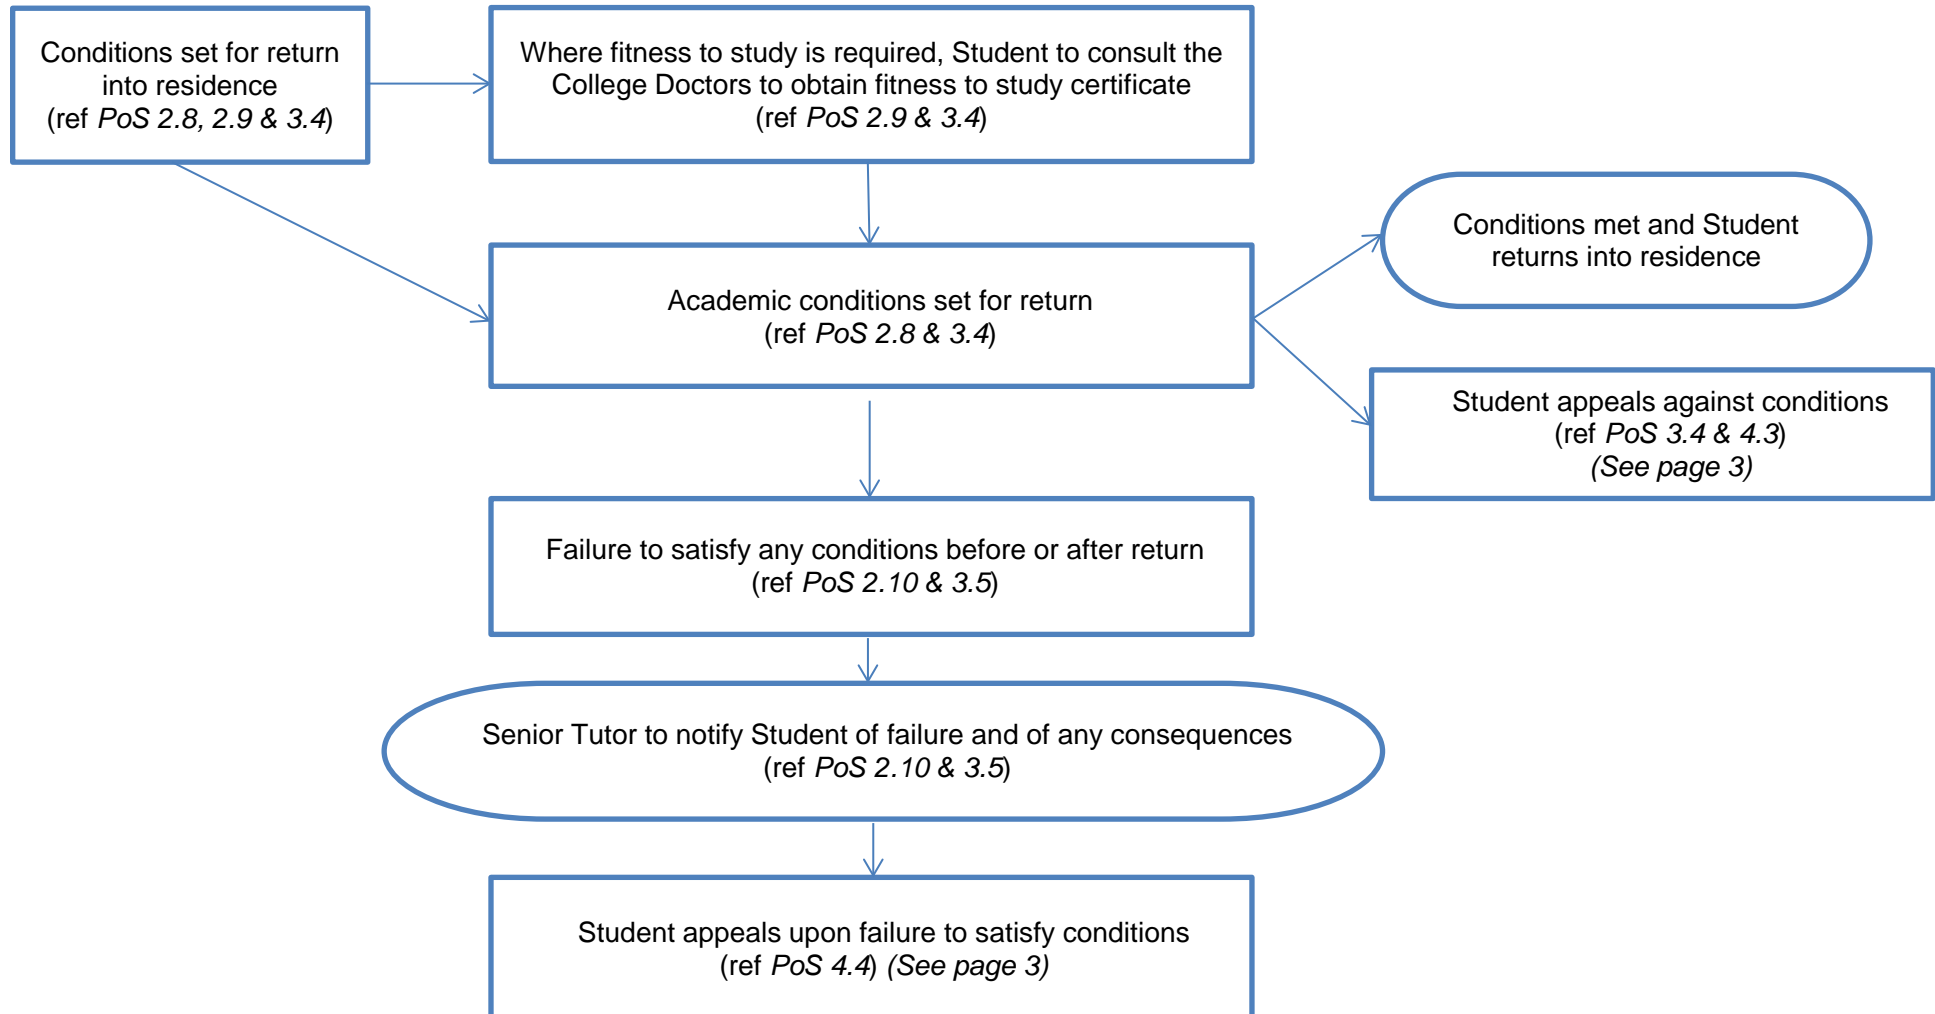 Conditions set for return
into residence
(ref PoS 2.8, 2.9 & 3.4)
Where fitness to study is required, Student to consult the
College Doctors to obtain fitness to study certificate
(ref PoS 2.9 & 3.4)
Conditions met and Student
returns into residence
Academic conditions set for return
(ref PoS 2.8 & 3.4)
Student appeals against conditions
(ref PoS 3.4 & 4.3)
(See page 3)
Failure to satisfy any conditions before or after return
(ref PoS 2.10 & 3.5)
Senior Tutor to notify Student of failure and of any consequences
(ref PoS 2.10 & 3.5)
Student appeals upon failure to satisfy conditions
(ref PoS 4.4) (See page 3)